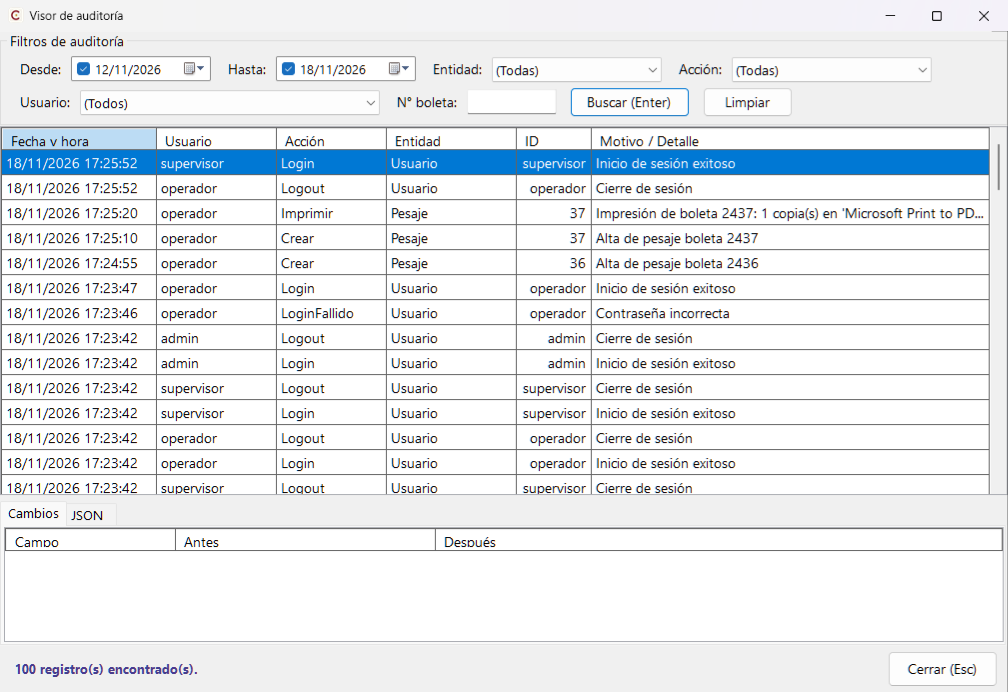 Visor de auditoría
Filtros de auditoría
Desde: 12/11/2026 Hasta: 18/11/2026 Entidad: (Todas) Acción: (Todas)
Usuario: (Todos) N° boleta: Buscar (Enter) Limpiar
Fecha y hora Usuario Acción Entidad ID Motivo / Detalle
18/11/2026 17:25:52 supervisor Login Usuario supervisor Inicio de sesión exitoso
18/11/2026 17:25:52 operador Logout Usuario operador Cierre de sesión
18/11/2026 17:25:20 operador Imprimir Pesaje 37 Impresión de boleta 2437: 1 copia(s) en 'Microsoft Print to PD...
18/11/2026 17:25:10 operador Crear Pesaje 37 Alta de pesaje boleta 2437
18/11/2026 17:24:55 operador Crear Pesaje 36 Alta de pesaje boleta 2436
18/11/2026 17:23:47 operador Login Usuario operador Inicio de sesión exitoso
18/11/2026 17:23:46 operador LoginFallido Usuario operador Contraseña incorrecta
18/11/2026 17:23:42 admin Logout Usuario admin Cierre de sesión
18/11/2026 17:23:42 admin Login Usuario admin Inicio de sesión exitoso
18/11/2026 17:23:42 supervisor Logout Usuario supervisor Cierre de sesión
18/11/2026 17:23:42 supervisor Login Usuario supervisor Inicio de sesión exitoso
18/11/2026 17:23:42 operador Logout Usuario operador Cierre de sesión
18/11/2026 17:23:42 operador Login Usuario operador Inicio de sesión exitoso
18/11/2026 17:23:42 supervisor Logout Usuario supervisor Cierre de sesión
Cambios JSON
Campo Antes Después
100 registro(s) encontrado(s). Cerrar (Esc)